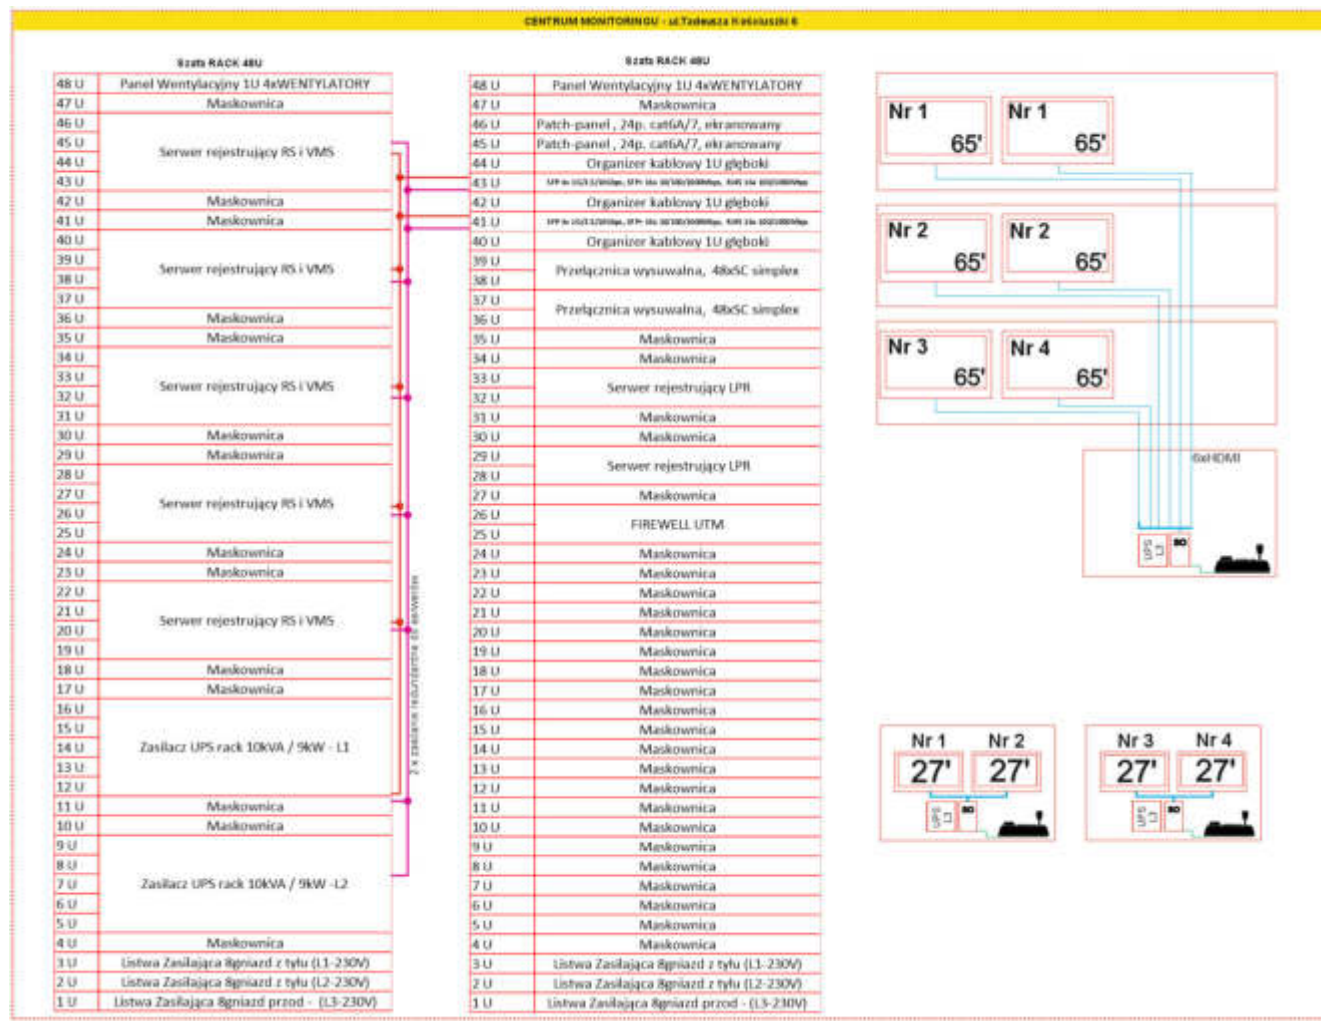 CENTRUM MONITORINGU - ul.Tadeusza Kościuszki 6
Szafa RACK 48U
48 U Panel Wentylacyjny 1U 4xWENTYLATORY
47 U Maskownica
46 U
45 U
Serwer rejestrujący RS i VMS
44 U
43 U
42 U Maskownica
41 U Maskownica
40 U
39 U
Serwer rejestrujący RS i VMS
38 U
37 U
36 U Maskownica
35 U Maskownica
34 U
33 U
Serwer rejestrujący RS i VMS
32 U
31 U
30 U Maskownica
29 U Maskownica
28 U
27 U
Serwer rejestrujący RS i VMS
26 U
25 U
24 U Maskownica
23 U Maskownica
22 U
21 U
Serwer rejestrujący RS i VMS
20 U
19 U
18 U Maskownica
17 U Maskownica
16 U
15 U
14 U Zasilacz UPS rack 10kVA / 9kW - L1
13 U
12 U
11 U Maskownica
10 U Maskownica
9 U
8 U
7 U Zasilacz UPS rack 10kVA / 9kW -L2
6 U
5 U
4 U Maskownica
3 U Listwa Zasilająca 8gniazd z tyłu (L1-230V)
2 U Listwa Zasilająca 8gniazd z tyłu (L2-230V)
1 U Listwa Zasilająca 8gniazd przod - (L3-230V)
2 x zasilanie redundantne do serwerów
Szafa RACK 48U
48 U Panel Wentylacyjny 1U 4xWENTYLATORY
47 U Maskownica
46 U Patch-panel , 24p. cat6A/7, ekranowany
45 U Patch-panel , 24p. cat6A/7, ekranowany
44 U Organizer kablowy 1U głęboki
43 U
42 U Organizer kablowy 1U głęboki
41 U
40 U Organizer kablowy 1U głęboki
39 U
Przełącznica wysuwalna, 48xSC simplex
38 U
37 U
Przełącznica wysuwalna, 48xSC simplex
36 U
35 U Maskownica
34 U Maskownica
33 U
Serwer rejestrujący LPR
32 U
31 U Maskownica
30 U Maskownica
29 U
Serwer rejestrujący LPR
28 U
27 U Maskownica
26 U
FIREWELL UTM
25 U
24 U Maskownica
23 U Maskownica
22 U Maskownica
21 U Maskownica
20 U Maskownica
19 U Maskownica
18 U Maskownica
17 U Maskownica
16 U Maskownica
15 U Maskownica
14 U Maskownica
13 U Maskownica
12 U Maskownica
11 U Maskownica
10 U Maskownica
9 U Maskownica
8 U Maskownica
7 U Maskownica
6 U Maskownica
5 U Maskownica
4 U Maskownica
3 U Listwa Zasilająca 8gniazd z tyłu (L1-230V)
2 U Listwa Zasilająca 8gniazd z tyłu (L2-230V)
1 U Listwa Zasilająca 8gniazd przod - (L3-230V)
Nr 1 Nr 1
65' 65'
Nr 2 Nr 2
65' 65'
Nr 3 Nr 4
65' 65'
6xHDMI
UPS L3 SO
Nr 1 Nr 2
27' 27'
UPS L3 SO
Nr 3 Nr 4
27' 27'
UPS L3 SO